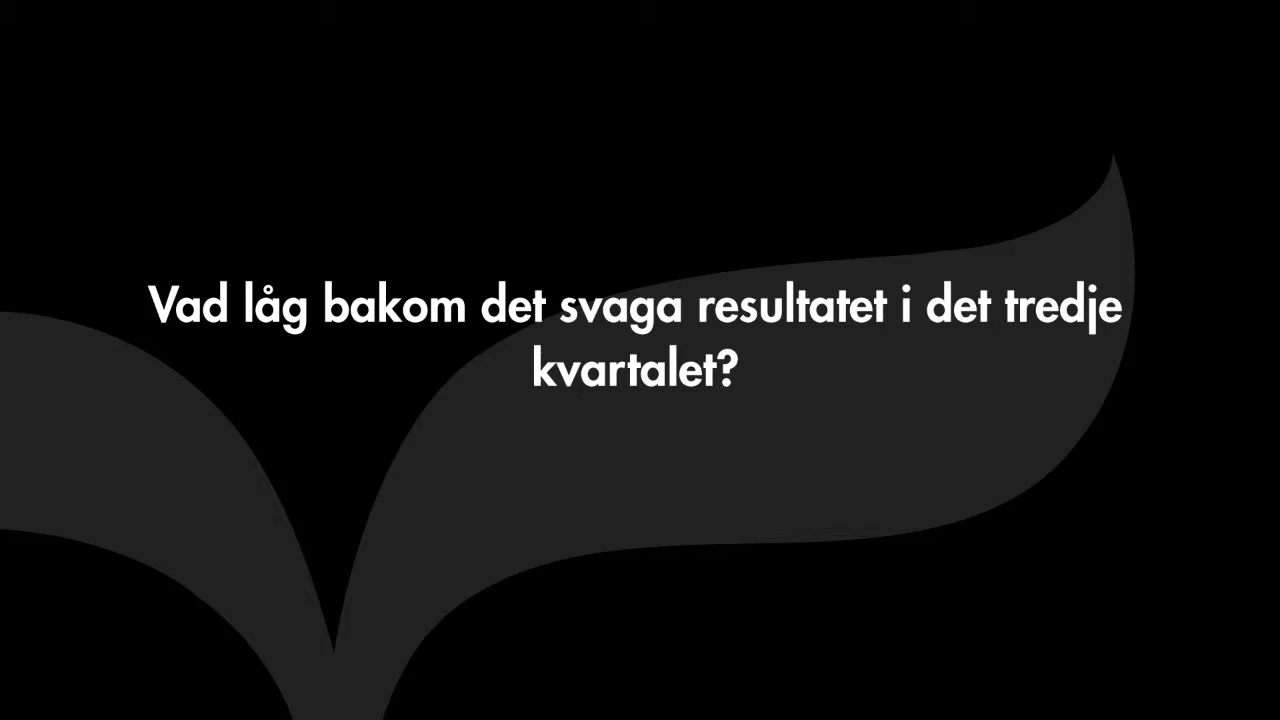 Vad låg bakom det svaga resultatet i det tredje
kvartalet?